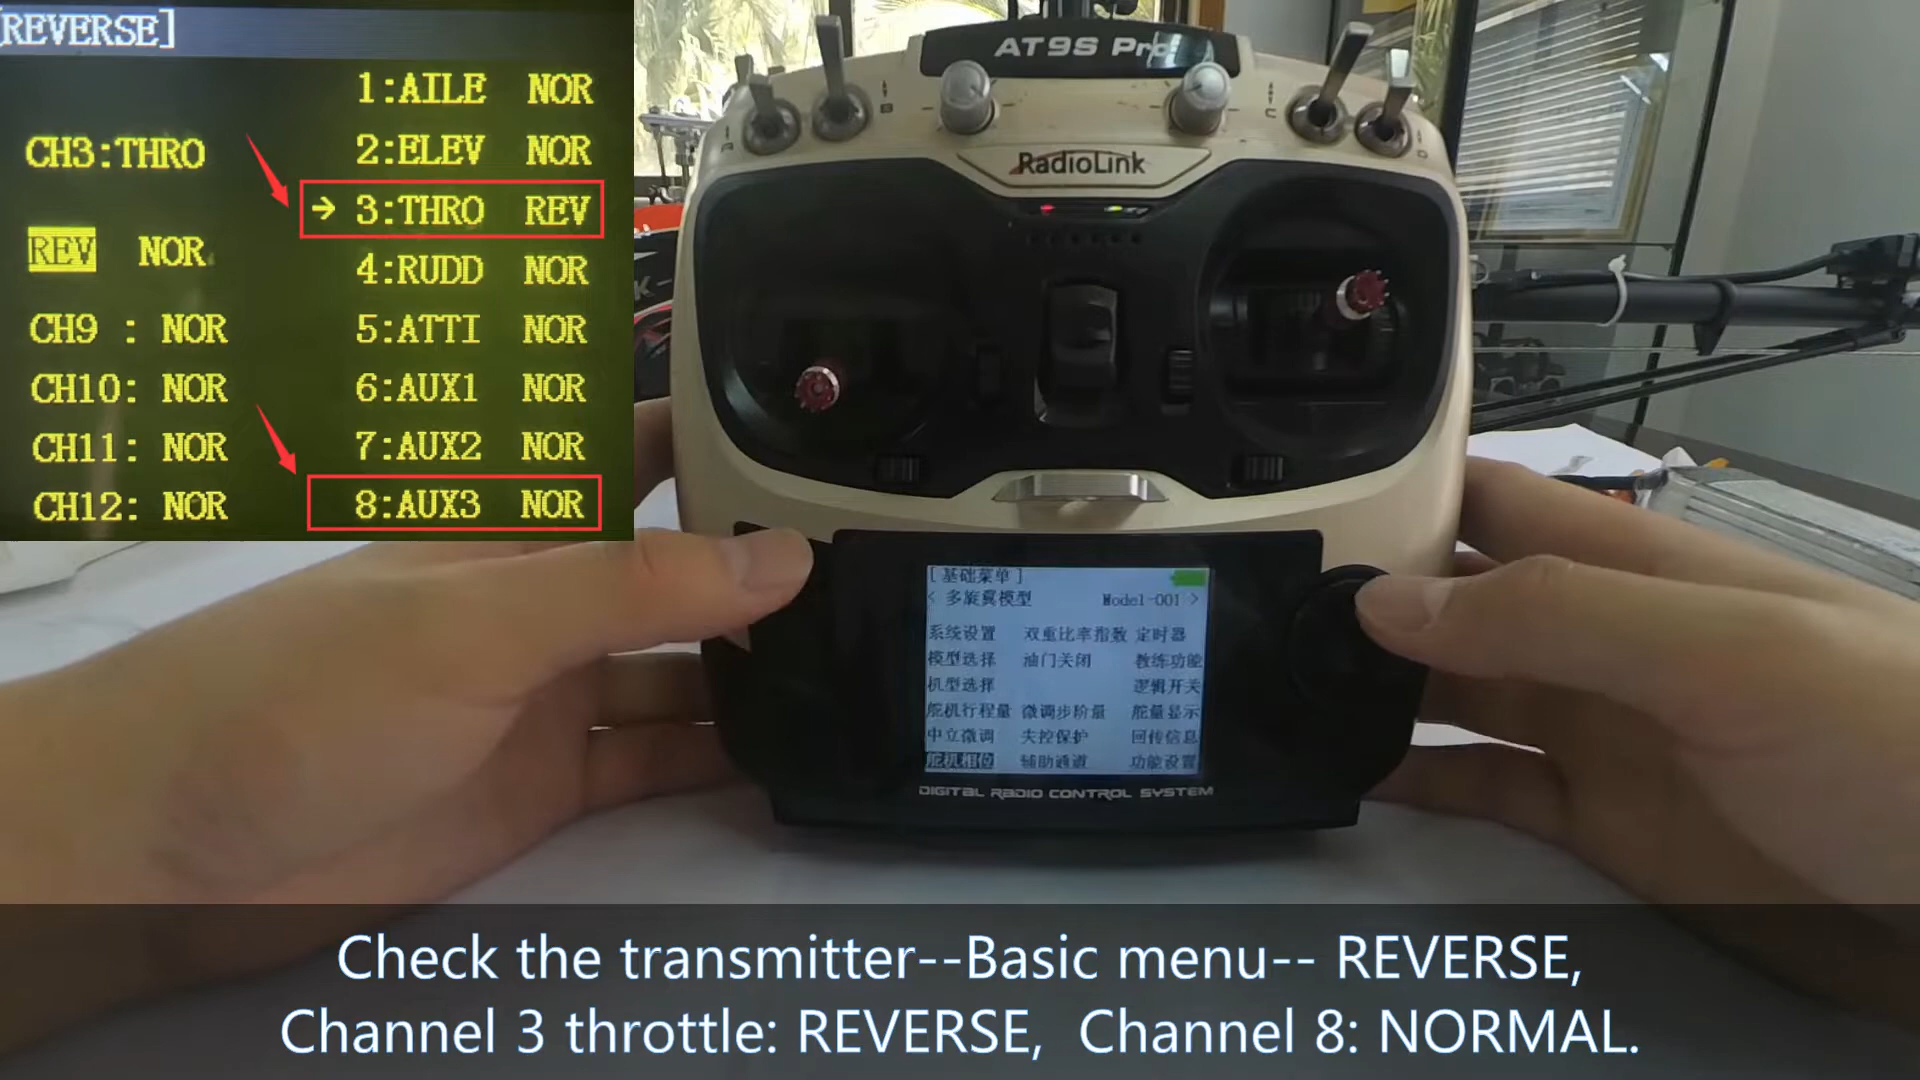 [REVERSE]
1:AILE NOR
2:ELEV NOR
CH3:THRO
→ 3:THRO REV
REV NOR
4:RUDD NOR
CH9 : NOR
5:ATTI NOR
CH10: NOR
6:AUX1 NOR
CH11: NOR
7:AUX2 NOR
CH12: NOR
8:AUX3 NOR
AT9S Pro
B
C
RadioLink
[基础菜单]
< 多旋翼模型 Model-001 >
系统设置 双重比率指数 定时器
模型选择 油门关闭 教练功能
机型选择 逻辑开关
舵机行程量 微调步阶量 舵量显示
中立微调 失控保护 回传信息
舵机相位 辅助通道 功能设置
DIGITAL RADIO CONTROL SYSTEM
Check the transmitter--Basic menu-- REVERSE,
Channel 3 throttle: REVERSE, Channel 8: NORMAL.